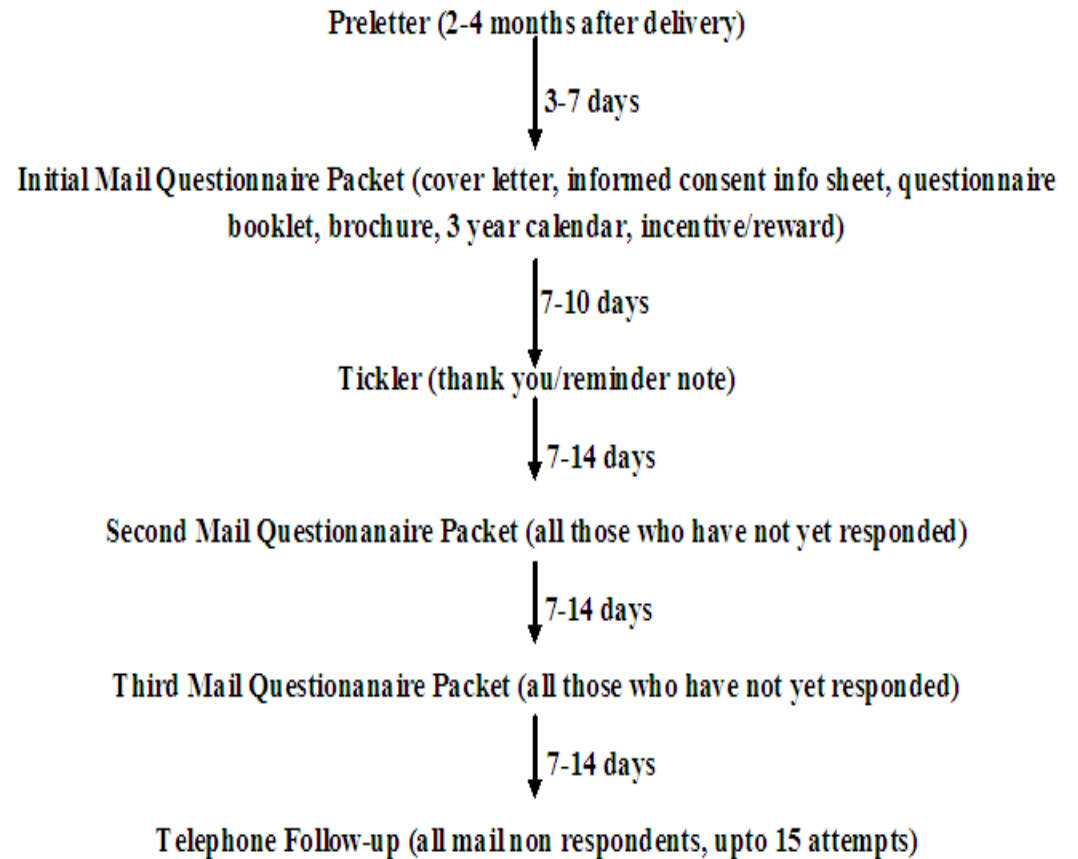 Preletter (2-4 months after delivery)
3-7 days
Initial Mail Questionnaire Packet (cover letter, informed consent info sheet, questionnaire
booklet, brochure, 3 year calendar, incentive/reward)
7-10 days
Tickler (thank you/reminder note)
7-14 days
Second Mail Questionanaire Packet (all those who have not yet responded)
7-14 days
Third Mail Questionanaire Packet (all those who have not yet responded)
7-14 days
Telephone Follow-up (all mail non respondents, upto 15 attempts)